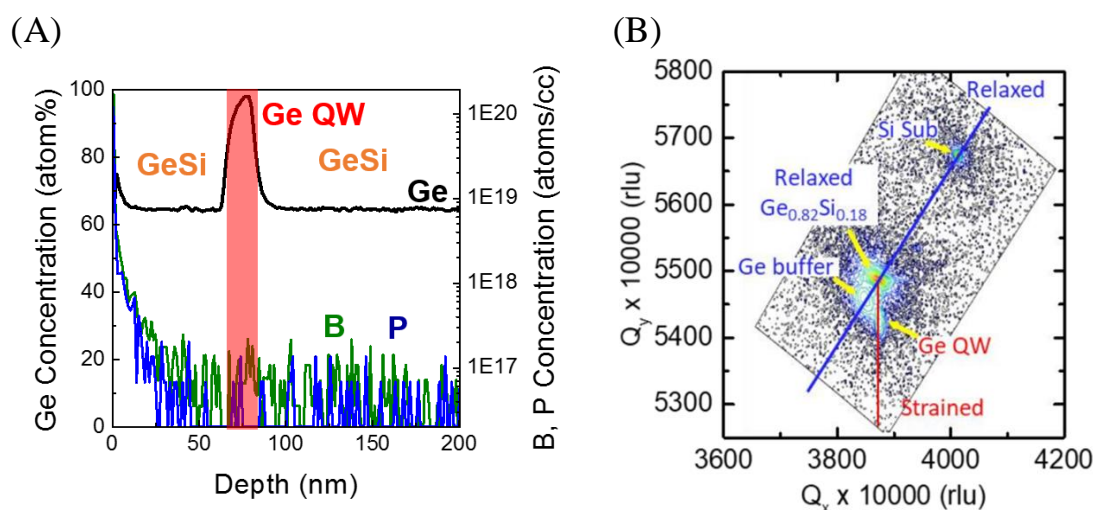 (A)
Ge Concentration (atom%)
100
80
60
40
20
0
GeSi
Ge QW
GeSi
Ge
B
P
1E20
1E19
1E18
1E17
B, P Concentration (atoms/cc)
0
50
100
150
200
Depth (nm)
(B)
Q_y x 10000 (rlu)
5800
5700
5600
5500
5400
5300
Relaxed
Si Sub
Relaxed
Ge0.82Si0.18
Ge buffer
Ge QW
Strained
3600
3800
4000
4200
Q_x x 10000 (rlu)